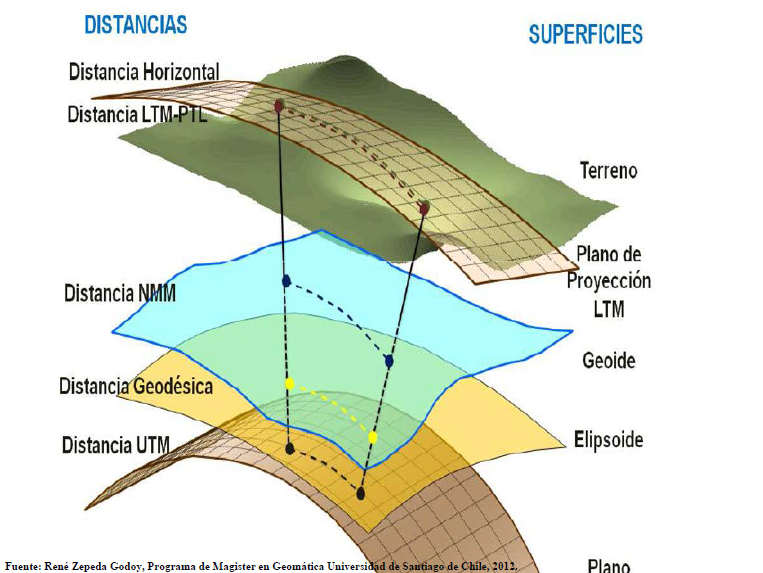 DISTANCIAS
SUPERFICIES
Distancia Horizontal
Distancia LTM-PTL
Terreno
Plano de
Proyección
LTM
Distancia NMM
Geoide
Distancia Geodésica
Elipsoide
Distancia UTM
Plano
Fuente: René Zepeda Godoy, Programa de Magister en Geomática Universidad de Santiago de Chile, 2012.